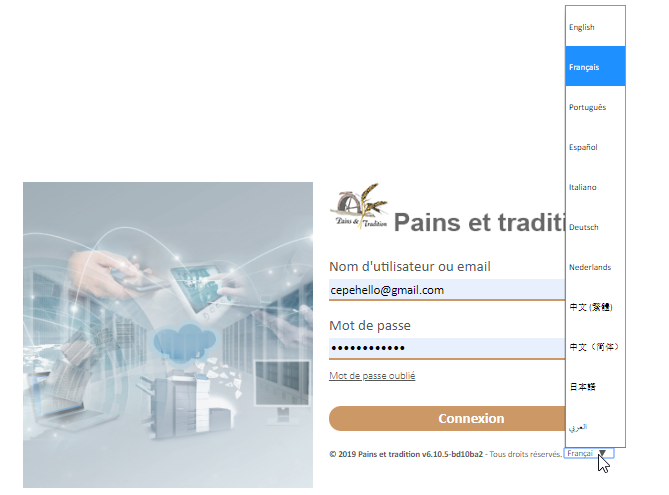 English
Français
Português
Español
Italiano
Deutsch
Nederlands
中文 (繁體)
中文（简体）
日本語
العربي
Pains & Tradition
Pains et traditi
Nom d'utilisateur ou email
cepehello@gmail.com
Mot de passe
••••••••••••
Mot de passe oublié
Connexion
© 2019 Pains et tradition v6.10.5-bd10ba2 - Tous droits réservés.
Françai